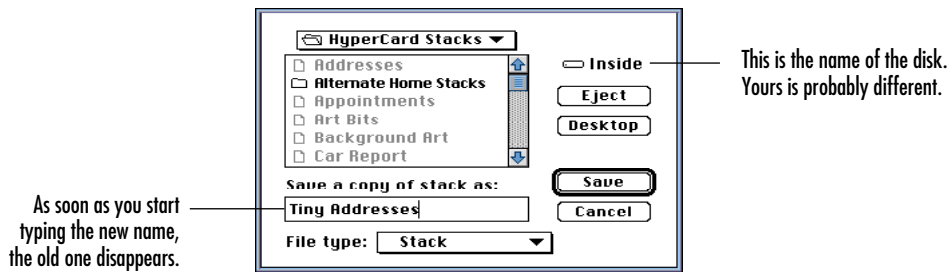 HyperCard Stacks
Addresses
Alternate Home Stacks
Appointments
Art Bits
Background Art
Car Report
Inside
Eject
Desktop
Save a copy of stack as:
Tiny Addresses
File type: Stack
Save
Cancel
This is the name of the disk.
Yours is probably different.
As soon as you start
typing the new name,
the old one disappears.